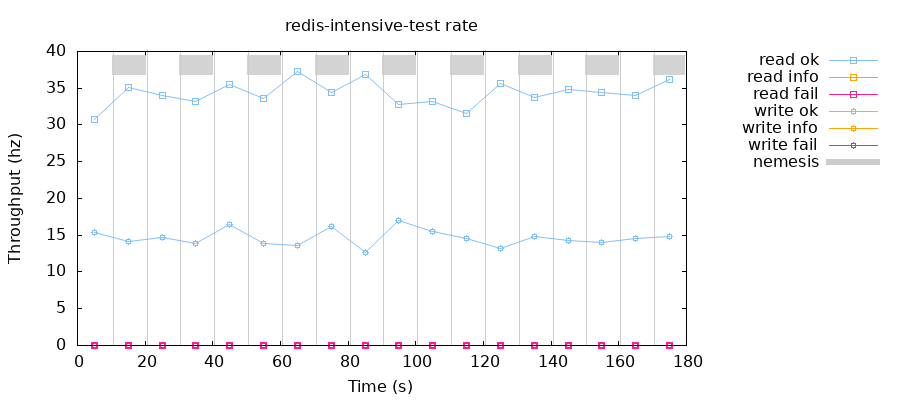 redis-intensive-test rate
40
35
30
25
20
15
10
5
0
Throughput (hz)
0 20 40 60 80 100 120 140 160 180
Time (s)
read ok
read info
read fail
write ok
write info
write fail
nemesis